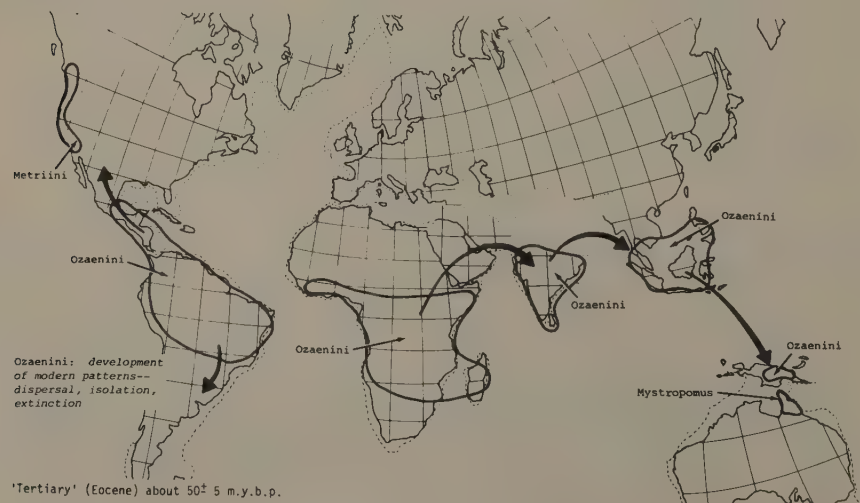 Metriini
Ozaenini
Ozaenini: development
of modern patterns--
dispersal, isolation,
extinction
Ozaenini
Ozaenini
Ozaenini
Ozaenini
Mystropomus
'Tertiary' (Eocene) about 50± 5 m.y.b.p.